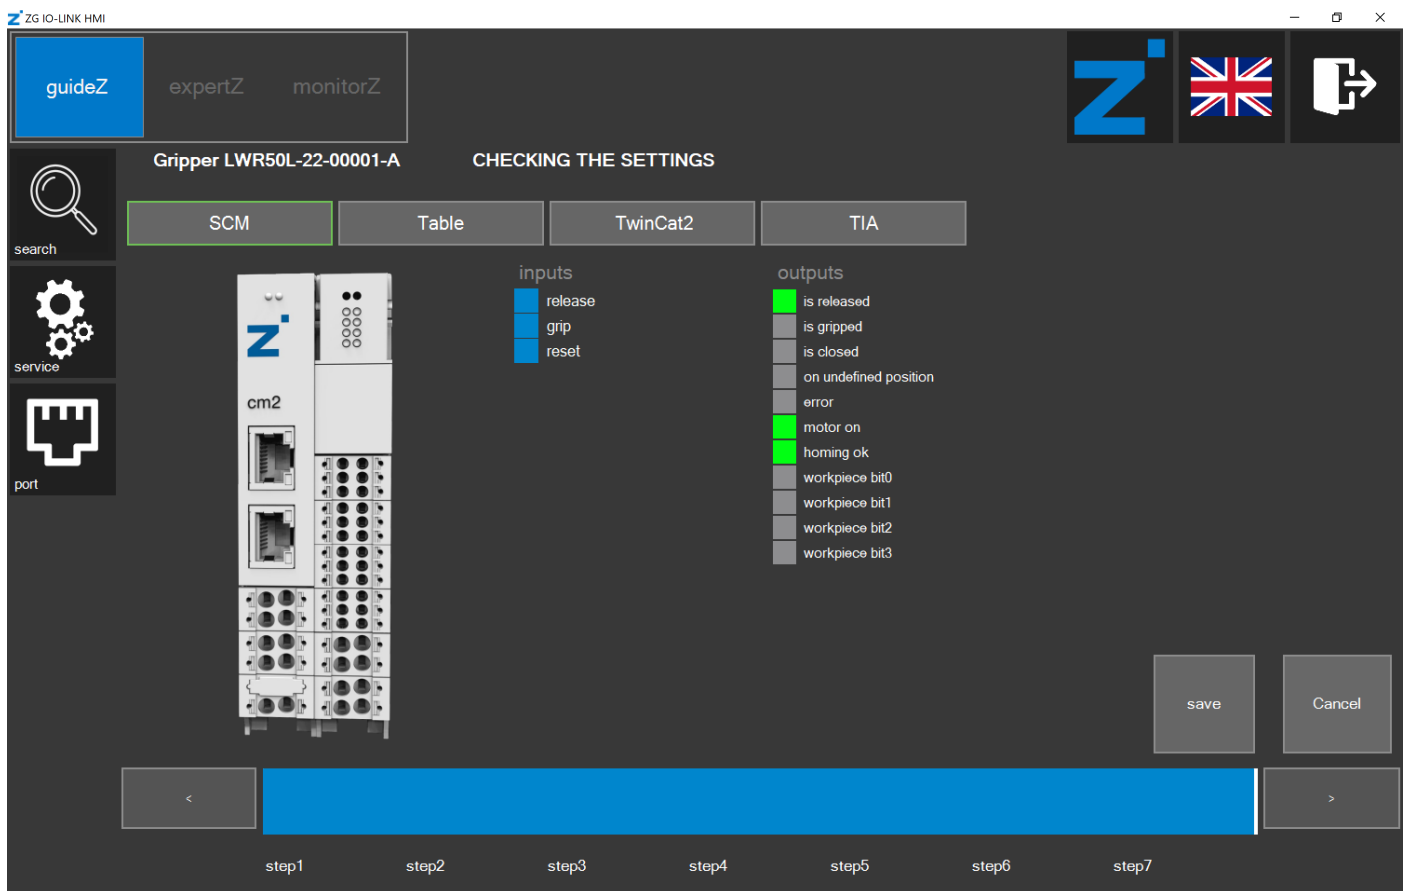 ZG IO-LINK HMI
guideZ
expertZ
monitorZ
Gripper LWR50L-22-00001-A
CHECKING THE SETTINGS
search
service
port
SCM
Table
TwinCat2
TIA
cm2
inputs
release
grip
reset
outputs
is released
is gripped
is closed
on undefined position
error
motor on
homing ok
workpiece bit0
workpiece bit1
workpiece bit2
workpiece bit3
save
Cancel
<
>
step1
step2
step3
step4
step5
step6
step7